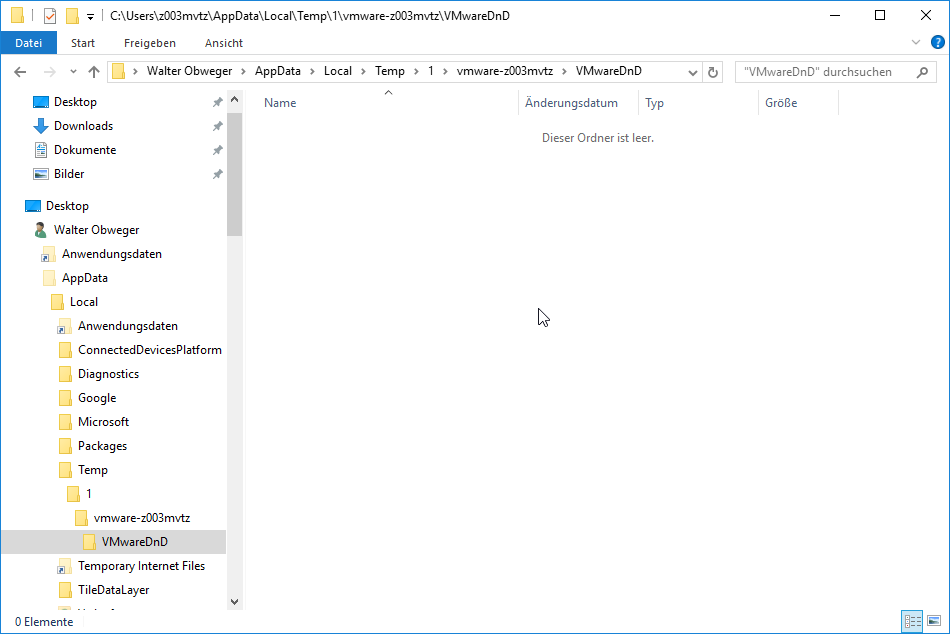 C:\Users\z003mvtz\AppData\Local\Temp\1\vmware-z003mvtz\VMwareDnD
Datei Start Freigeben Ansicht
Walter Obweger AppData Local Temp 1 vmware-z003mvtz VMwareDnD "VMwareDnD" durchsuchen
Name Änderungsdatum Typ Größe
Dieser Ordner ist leer.
Desktop
Downloads
Dokumente
Bilder
Desktop
Walter Obweger
Anwendungsdaten
AppData
Local
Anwendungsdaten
ConnectedDevicesPlatform
Diagnostics
Google
Microsoft
Packages
Temp
1
vmware-z003mvtz
VMwareDnD
Temporary Internet Files
TileDataLayer
0 Elemente